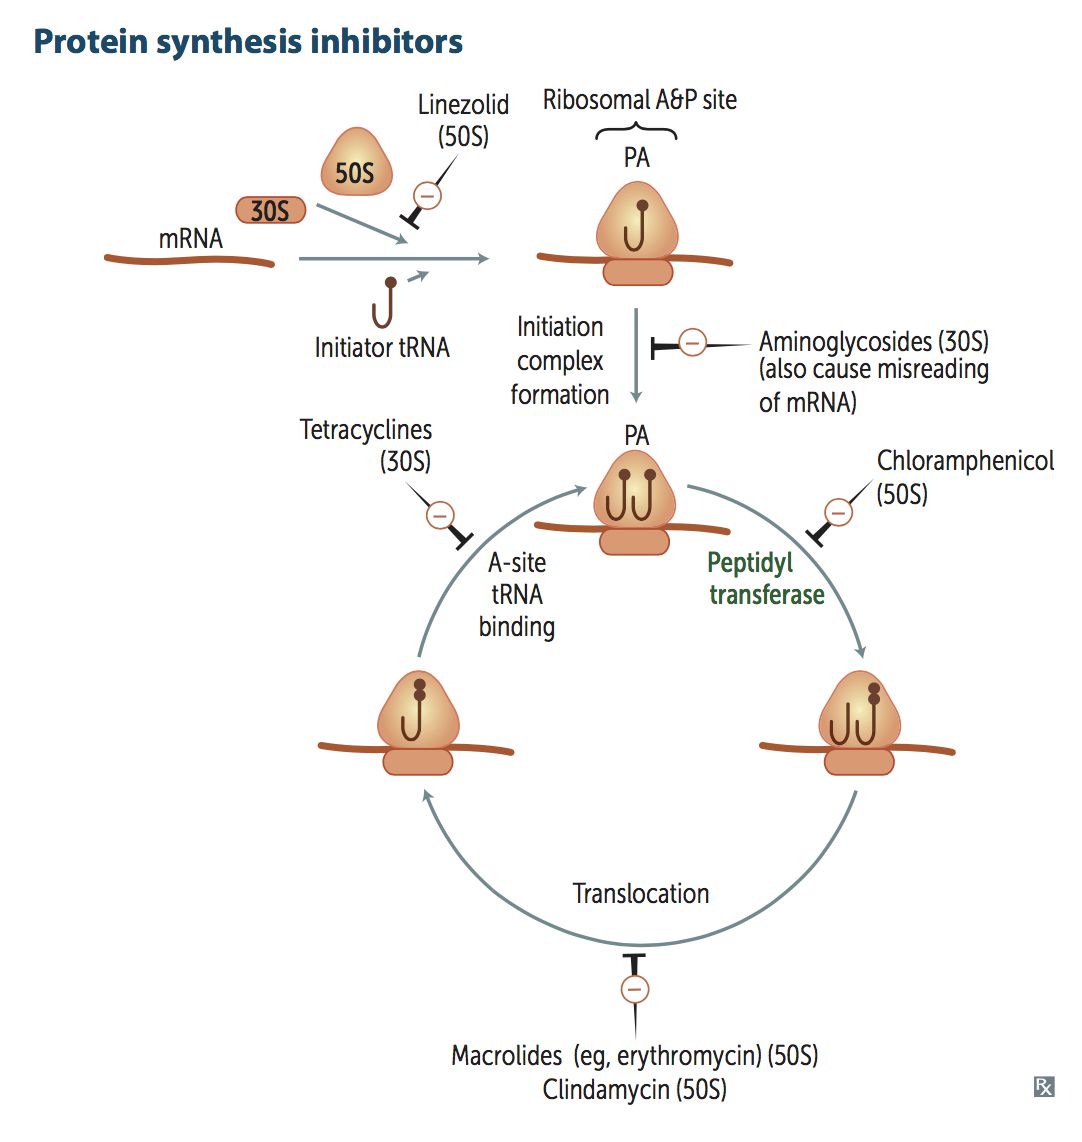 Protein synthesis inhibitors
Linezolid
(50S)
Ribosomal A&P site
PA
50S
30S
mRNA
Initiator tRNA
Initiation
complex
formation
Aminoglycosides (30S)
(also cause misreading
of mRNA)
Tetracyclines
(30S)
PA
Chloramphenicol
(50S)
A-site
tRNA
binding
Peptidyl
transferase
Translocation
Macrolides (eg, erythromycin) (50S)
Clindamycin (50S)
Rx